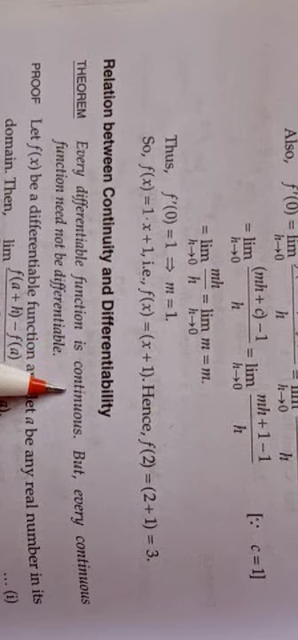 Also, f'(0) = lim h→0 h = lim h→0 h
= lim h→0 (mh + c) − 1 / h = lim h→0 mh + 1 − 1 / h [∵ c = 1]
= lim h→0 mh / h = lim h→0 m = m.
Thus, f'(0) = 1 ⇒ m = 1.
So, f(x) = 1·x + 1, i.e., f(x) = (x + 1). Hence, f(2) = (2 + 1) = 3.
Relation between Continuity and Differentiability
THEOREM Every differentiable function is continuous. But, every continuous
function need not be differentiable.
PROOF Let f(x) be a differentiable function a et a be any real number in its
domain. Then, lim f(a + h) − f(a) ... (i)